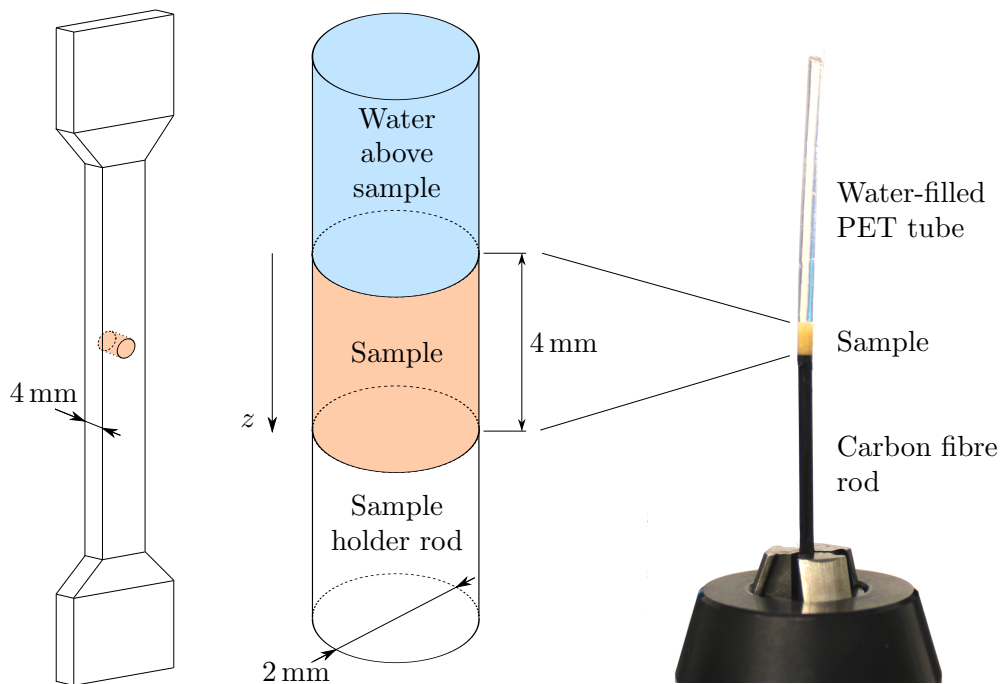 4 mm
Water
above
sample
Sample
4 mm
z
Sample
holder rod
2 mm
Water-filled
PET tube
Sample
Carbon fibre
rod